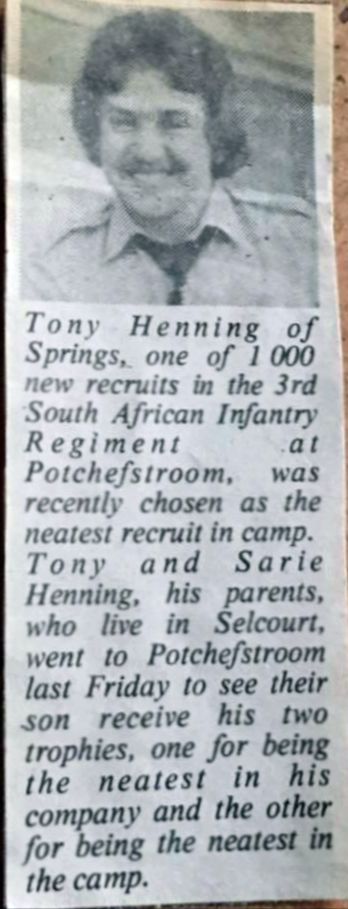 Tony Henning of
Springs, one of 1 000
new recruits in the 3rd
South African Infantry
Regiment at
Potchefstroom, was
recently chosen as the
neatest recruit in camp.
Tony and Sarie
Henning, his parents,
who live in Selcourt,
went to Potchefstroom
last Friday to see their
son receive his two
trophies, one for being
the neatest in his
company and the other
for being the neatest in
the camp.